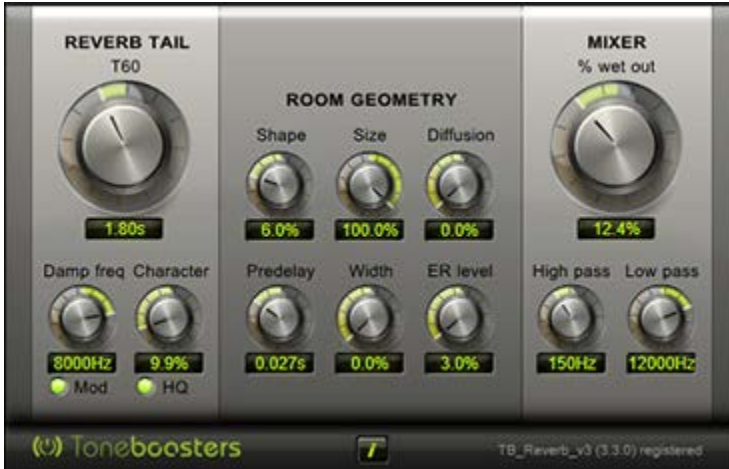 REVERB TAIL
T60
1.80s
Damp freq Character
8000Hz 9.9%
Mod HQ
ROOM GEOMETRY
Shape Size Diffusion
6.0% 100.0% 0.0%
Predelay Width ER level
0.027s 0.0% 3.0%
MIXER
% wet out
12.4%
High pass Low pass
150Hz 12000Hz
Toneboosters
i
TB_Reverb_v3 (3.3.0) registered